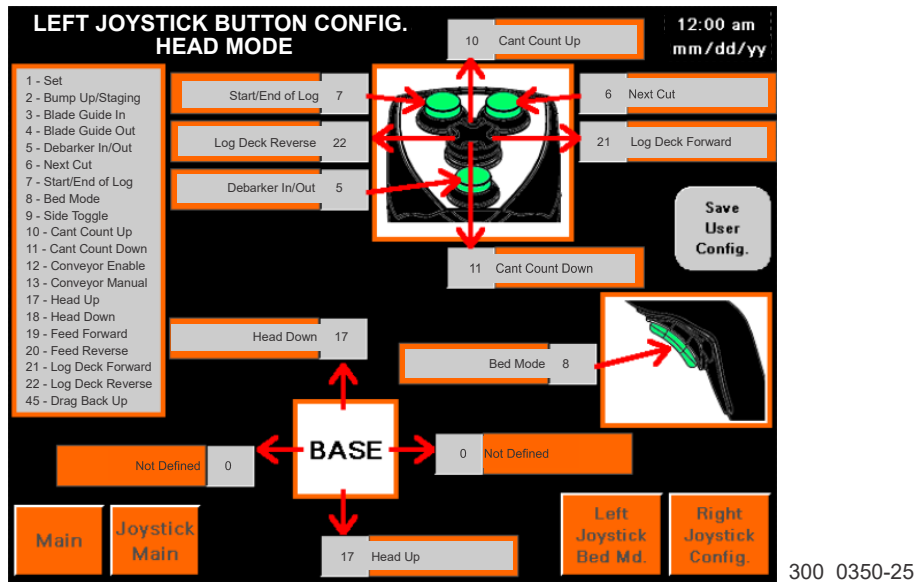 LEFT JOYSTICK BUTTON CONFIG.
HEAD MODE
12:00 am
mm/dd/yy
10 Cant Count Up
1 - Set
2 - Bump Up/Staging
3 - Blade Guide In
4 - Blade Guide Out
5 - Debarker In/Out
6 - Next Cut
7 - Start/End of Log
8 - Bed Mode
9 - Side Toggle
10 - Cant Count Up
11 - Cant Count Down
12 - Conveyor Enable
13 - Conveyor Manual
17 - Head Up
18 - Head Down
19 - Feed Forward
20 - Feed Reverse
21 - Log Deck Forward
22 - Log Deck Reverse
45 - Drag Back Up
Start/End of Log 7
6 Next Cut
Log Deck Reverse 22
21 Log Deck Forward
Debarker In/Out 5
Save
User
Config.
11 Cant Count Down
Head Down 17
Bed Mode 8
BASE
Not Defined 0
0 Not Defined
17 Head Up
Main
Joystick
Main
Left
Joystick
Bed Md.
Right
Joystick
Config.
300_0350-25